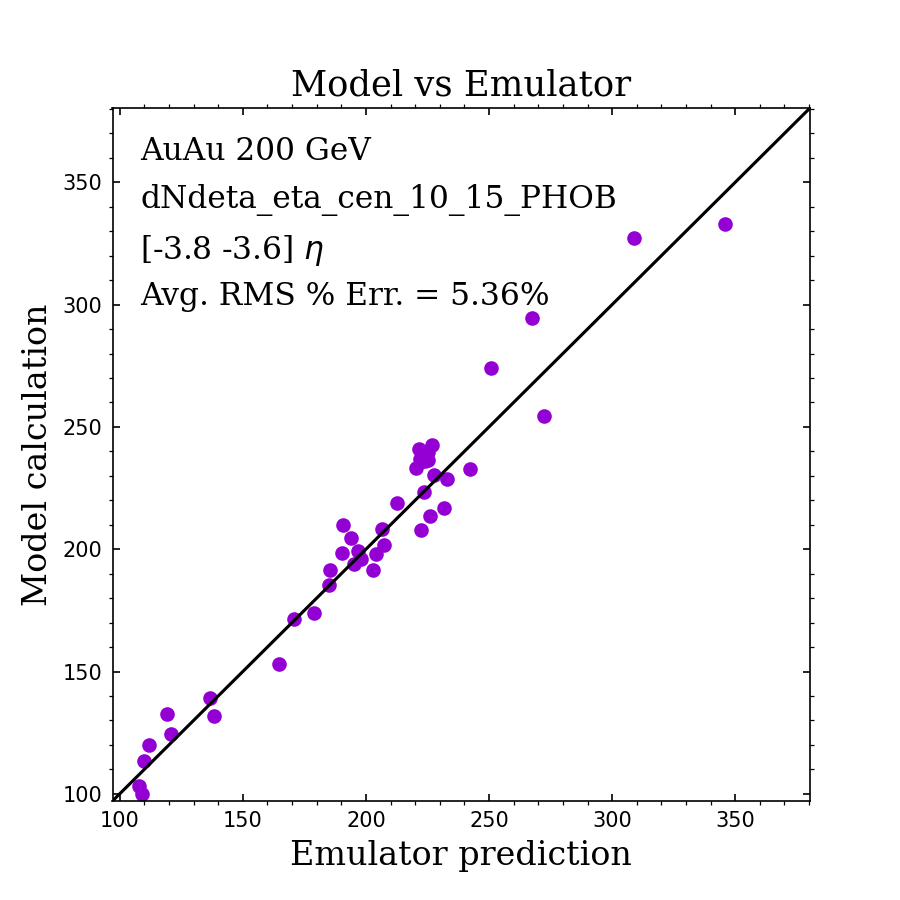 Model vs Emulator
AuAu 200 GeV
dNdeta_eta_cen_10_15_PHOB
[-3.8 -3.6] η
Avg. RMS % Err. = 5.36%
Model calculation
350
300
250
200
150
100
100 150 200 250 300 350
Emulator prediction